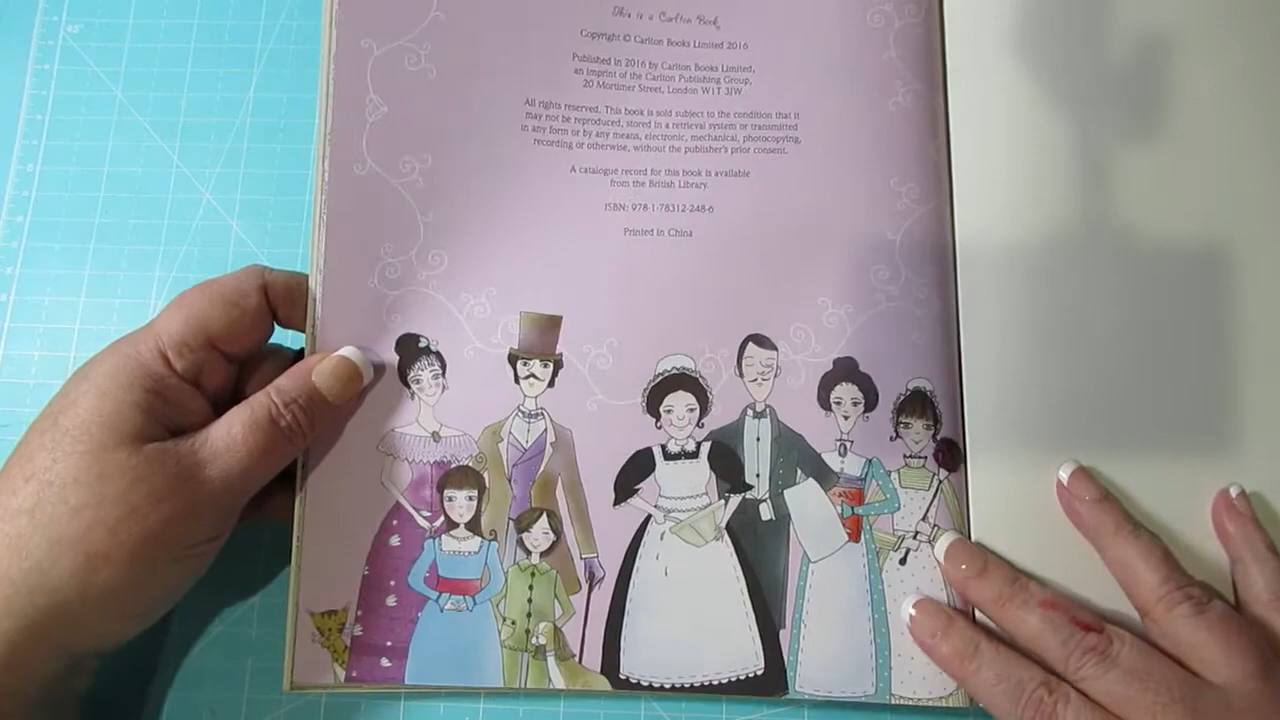 This is a Carlton Book
Copyright © Carlton Books Limited 2016
Published in 2016 by Carlton Books Limited,
an imprint of the Carlton Publishing Group,
20 Mortimer Street, London W1T 3JW
All rights reserved. This book is sold subject to the condition that it
may not be reproduced, stored in a retrieval system or transmitted
in any form or by any means, electronic, mechanical, photocopying,
recording or otherwise, without the publisher's prior consent.
A catalogue record for this book is available
from the British Library.
ISBN: 978-1-78312-248-6
Printed in China